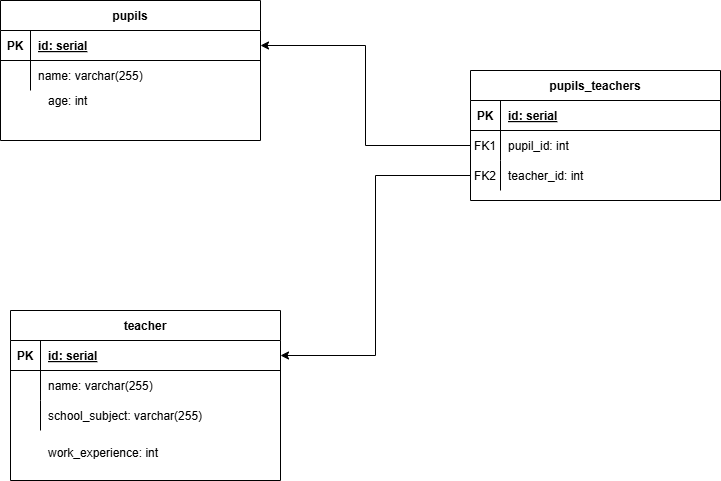 pupils
PK id: serial
name: varchar(255)
age: int
pupils_teachers
PK id: serial
FK1 pupil_id: int
FK2 teacher_id: int
teacher
PK id: serial
name: varchar(255)
school_subject: varchar(255)
work_experience: int